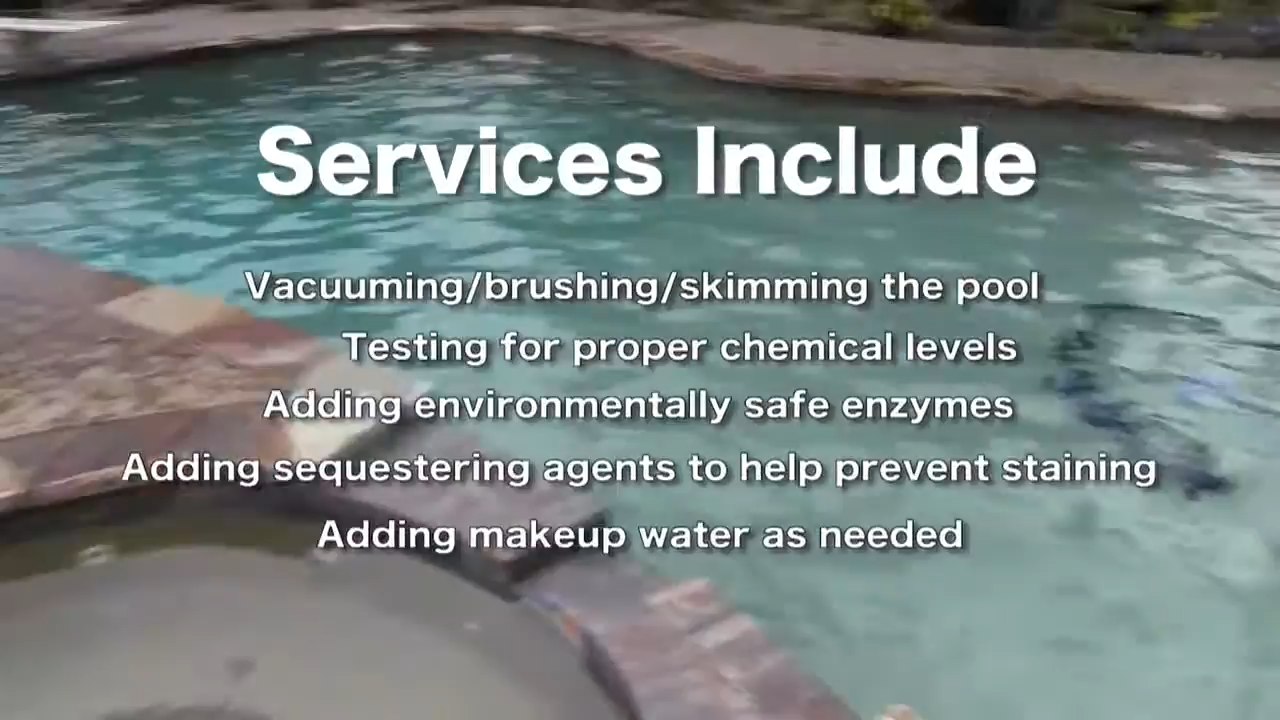 Services Include
Vacuuming/brushing/skimming the pool
Testing for proper chemical levels
Adding environmentally safe enzymes
Adding sequestering agents to help prevent staining
Adding makeup water as needed